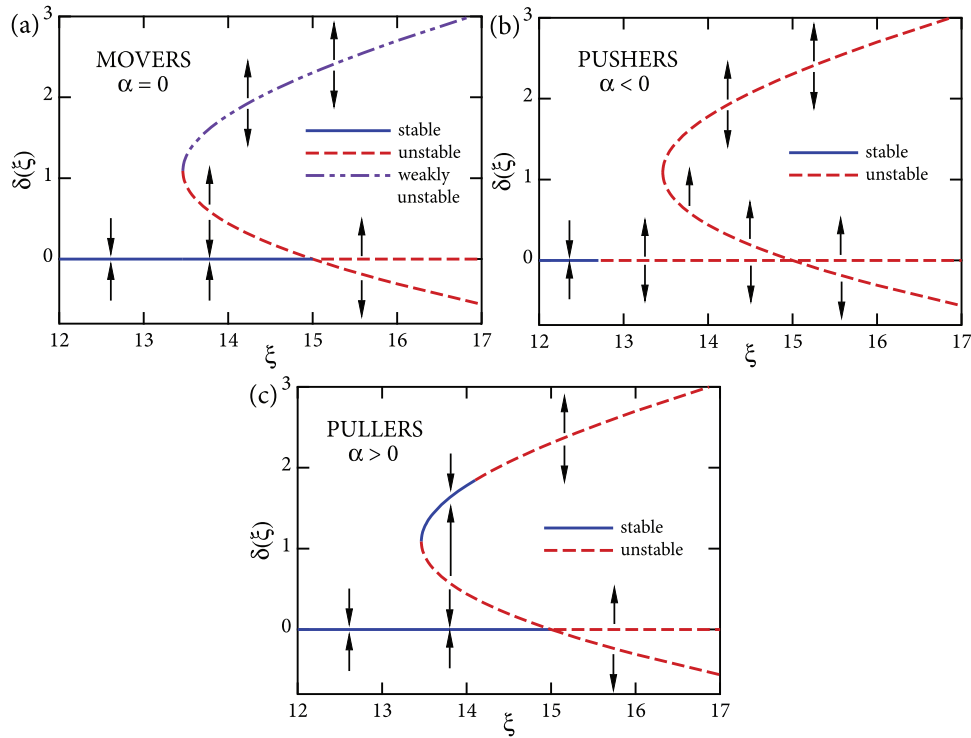 (a)
MOVERS
α = 0
3
2
1
0
δ(ξ)
stable
unstable
weakly
unstable
12 13 14 15 16 17
ξ
(b)
PUSHERS
α < 0
3
2
1
0
δ(ξ)
stable
unstable
12 13 14 15 16 17
ξ
(c)
PULLERS
α > 0
3
2
1
0
δ(ξ)
stable
unstable
12 13 14 15 16 17
ξ